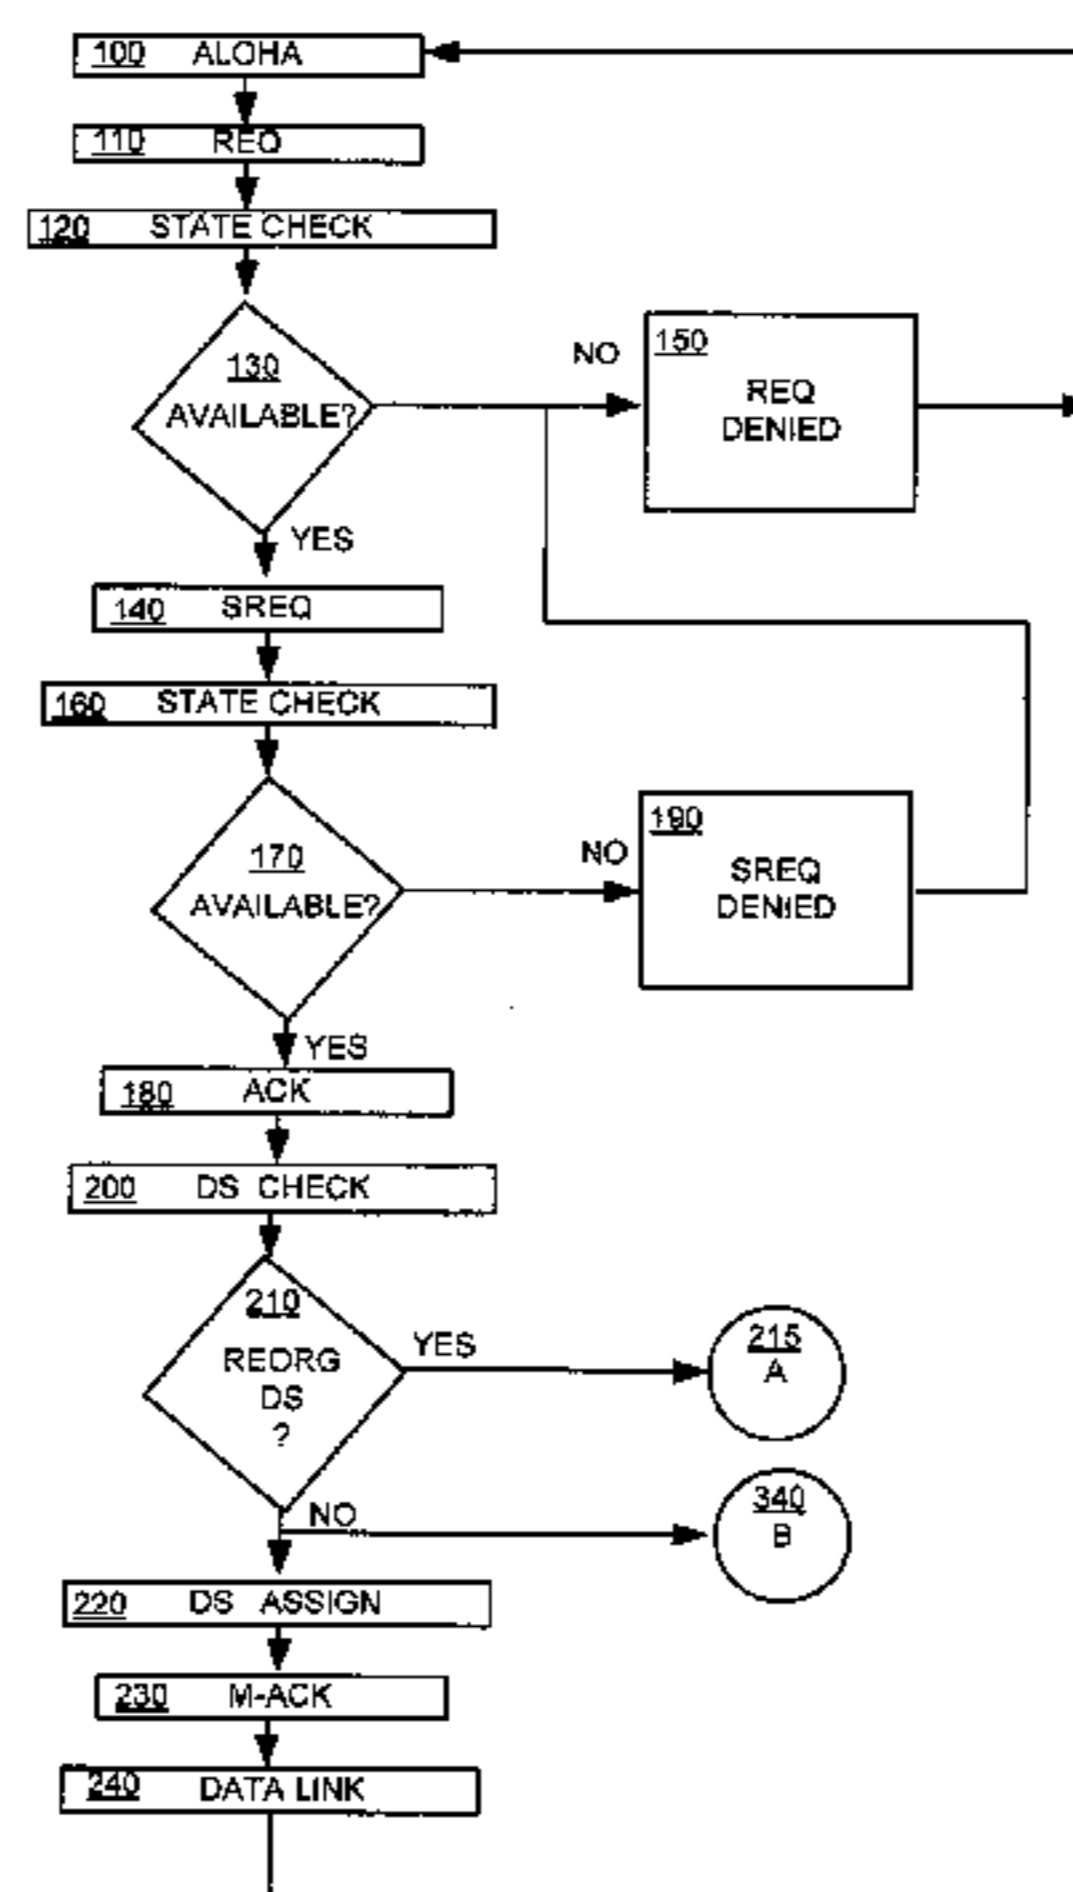 100 ALOHA
110 REQ
120 STATE CHECK
130
AVAILABLE?
NO
150
REQ
DENIED
YES
140 SREQ
160 STATE CHECK
170
AVAILABLE?
NO
190
SREQ
DENIED
YES
180 ACK
200 DS CHECK
210
REORG
DS
?
YES
215
A
NO
340
B
220 DS ASSIGN
230 M-ACK
240 DATA LINK